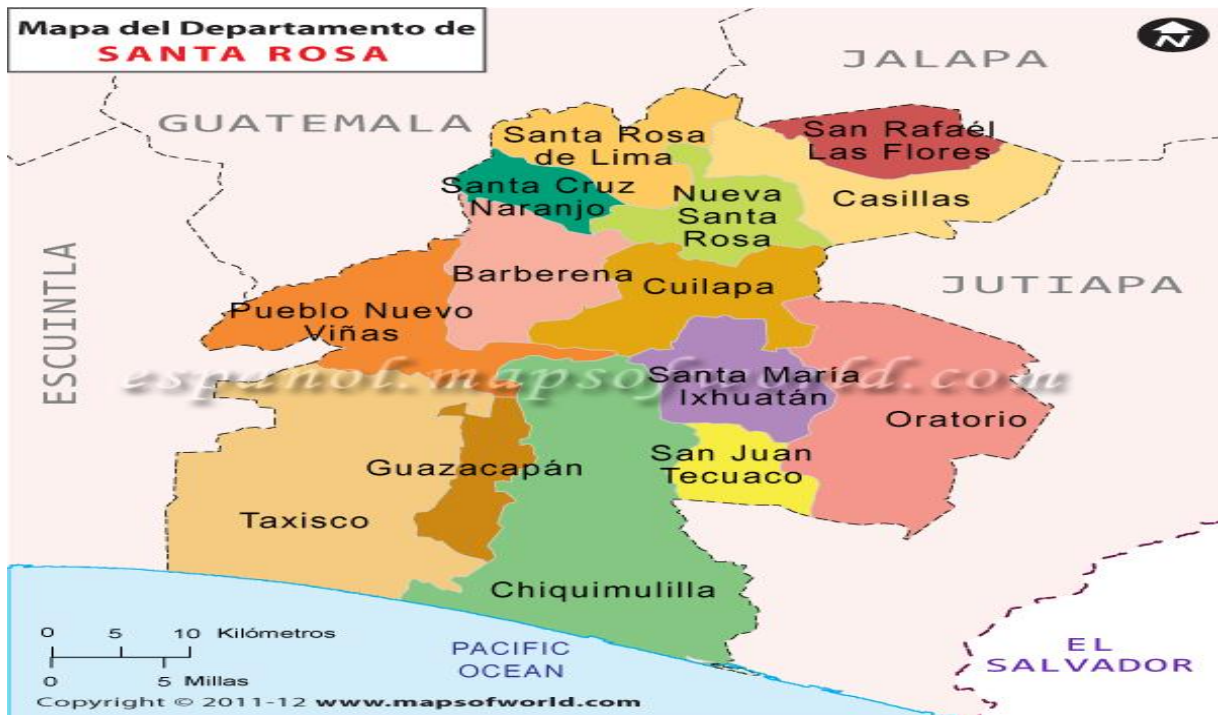 Mapa del Departamento de
SANTA ROSA
N
JALAPA
GUATEMALA
Santa Rosa
de Lima
San Rafaél
Las Flores
Santa Cruz
Naranjo
Nueva
Santa
Rosa
Casillas
ESCUINTLA
Barberena
Cuilapa
JUTIAPA
Pueblo Nuevo
Viñas
español.mapsofworld.com
Santa María
Ixhuatán
Oratorio
Guazacapán
San Juan
Tecuaco
Taxisco
Chiquimulilla
0 5 10 Kilómetros
0 5 Millas
PACIFIC
OCEAN
EL
SALVADOR
Copyright © 2011-12 www.mapsofworld.com